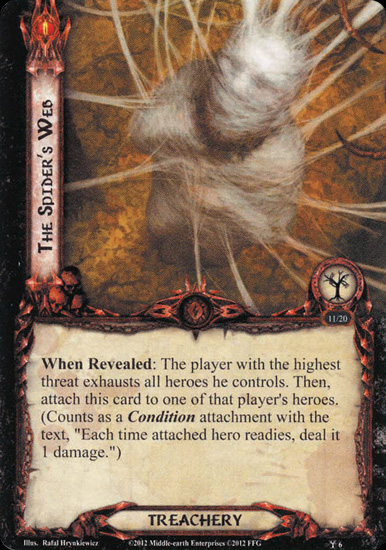 THE SPIDER'S WEB
11/20
When Revealed: The player with the highest
threat exhausts all heroes he controls. Then,
attach this card to one of that player's heroes.
(Counts as a Condition attachment with the
text, "Each time attached hero readies, deal it
1 damage.")
TREACHERY
Illus. Rafał Hrynkiewicz ©2012 Middle-earth Enterprises ©2012 FFG 6